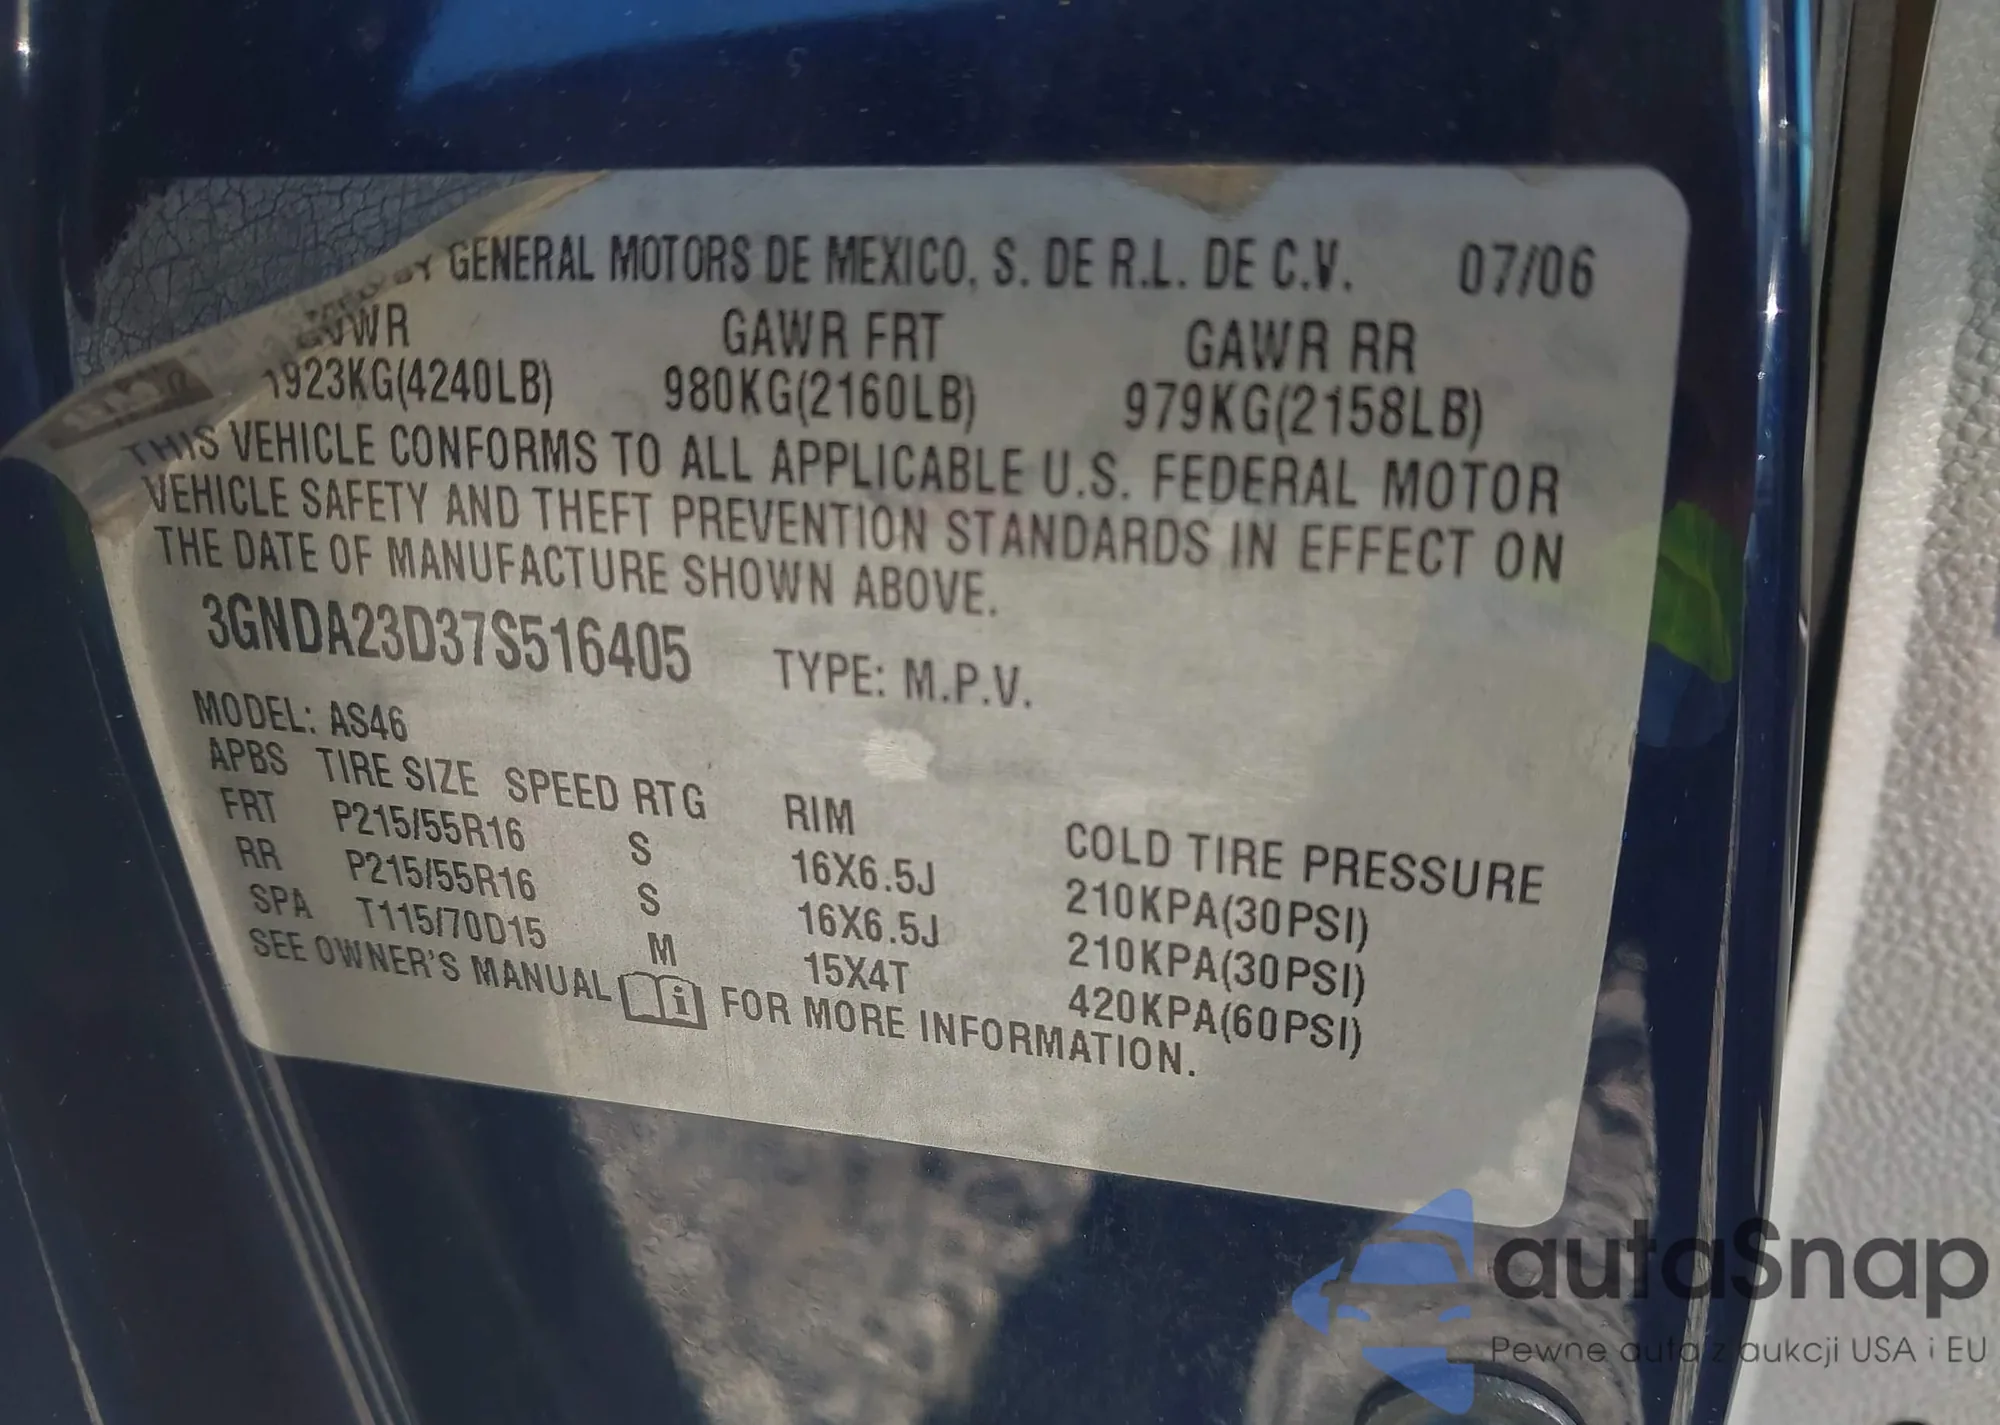 BY GENERAL MOTORS DE MEXICO, S. DE R.L. DE C.V. 07/06
GVWR GAWR FRT GAWR RR
1923KG(4240LB) 980KG(2160LB) 979KG(2158LB)
THIS VEHICLE CONFORMS TO ALL APPLICABLE U.S. FEDERAL MOTOR
VEHICLE SAFETY AND THEFT PREVENTION STANDARDS IN EFFECT ON
THE DATE OF MANUFACTURE SHOWN ABOVE.
3GNDA23D37S516405 TYPE: M.P.V.
MODEL: AS46
APBS TIRE SIZE SPEED RTG RIM COLD TIRE PRESSURE
FRT P215/55R16 S 16X6.5J 210KPA(30PSI)
RR P215/55R16 S 16X6.5J 210KPA(30PSI)
SPA T115/70D15 M 15X4T 420KPA(60PSI)
SEE OWNER'S MANUAL i FOR MORE INFORMATION.
autaSnap
Pewne auta z aukcji USA i EU